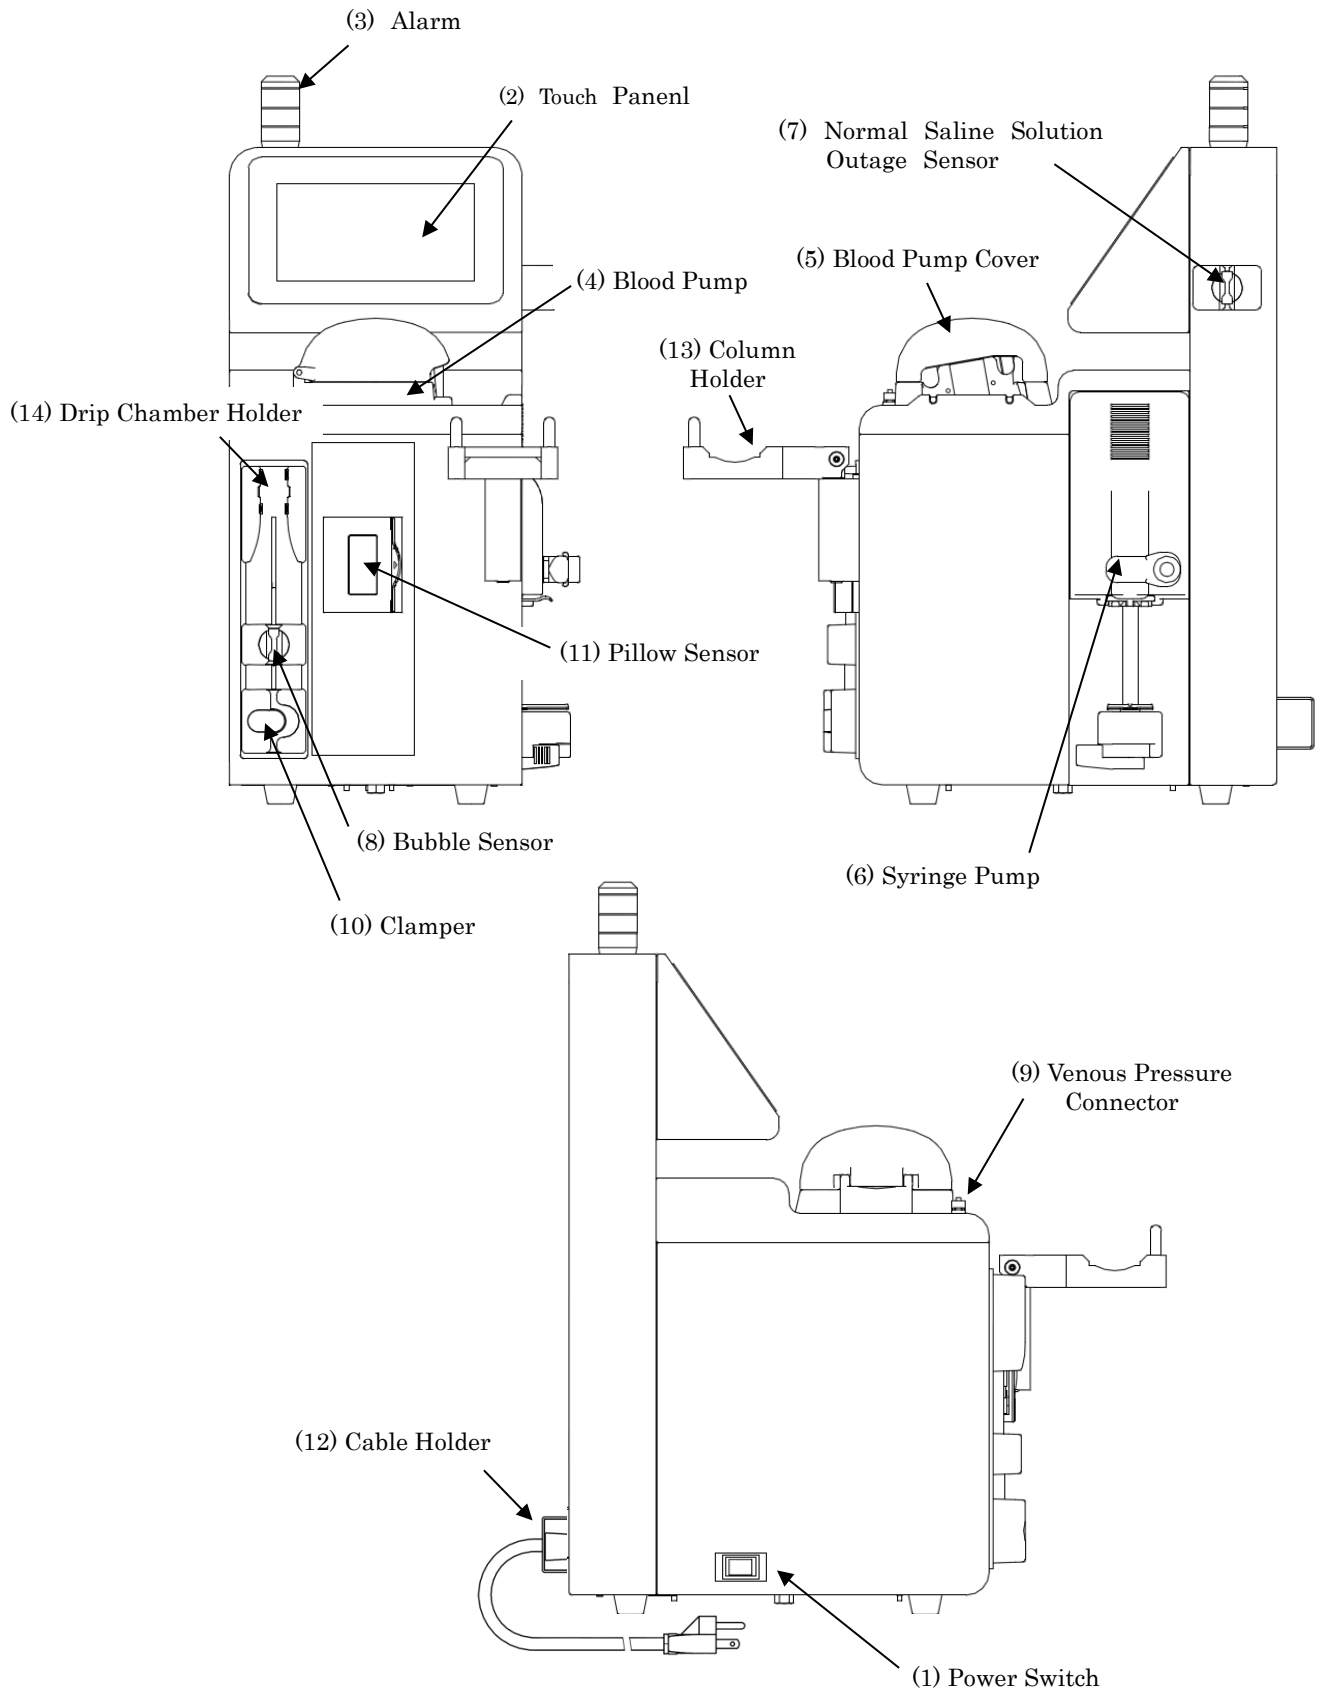 (3) Alarm
(2) Touch Panenl
(7) Normal Saline Solution
Outage Sensor
(5) Blood Pump Cover
(4) Blood Pump
(13) Column
Holder
(14) Drip Chamber Holder
(11) Pillow Sensor
(8) Bubble Sensor
(6) Syringe Pump
(10) Clamper
(9) Venous Pressure
Connector
(12) Cable Holder
(1) Power Switch